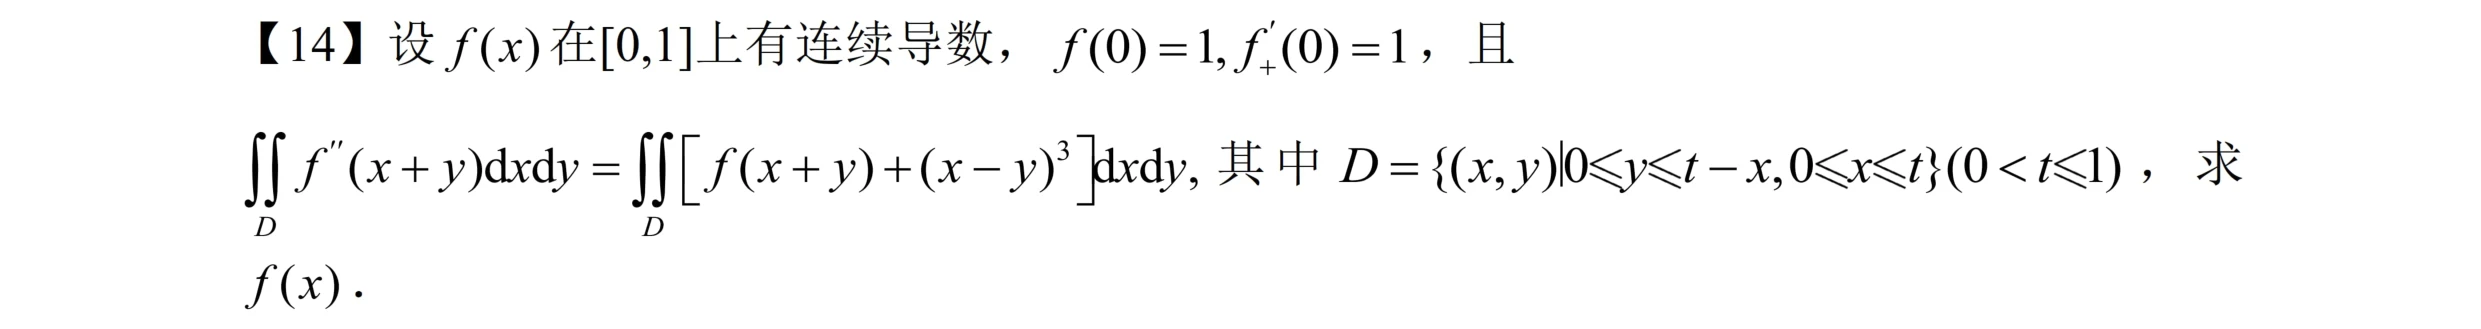 【14】设 f(x) 在[0,1]上有连续导数， f(0)=1, f₊′(0)=1，且
∬_D f″(x+y)dxdy = ∬_D [f(x+y)+(x−y)³]dxdy, 其中 D={(x,y)|0≤y≤t−x,0≤x≤t}(0<t≤1)，求
f(x)．